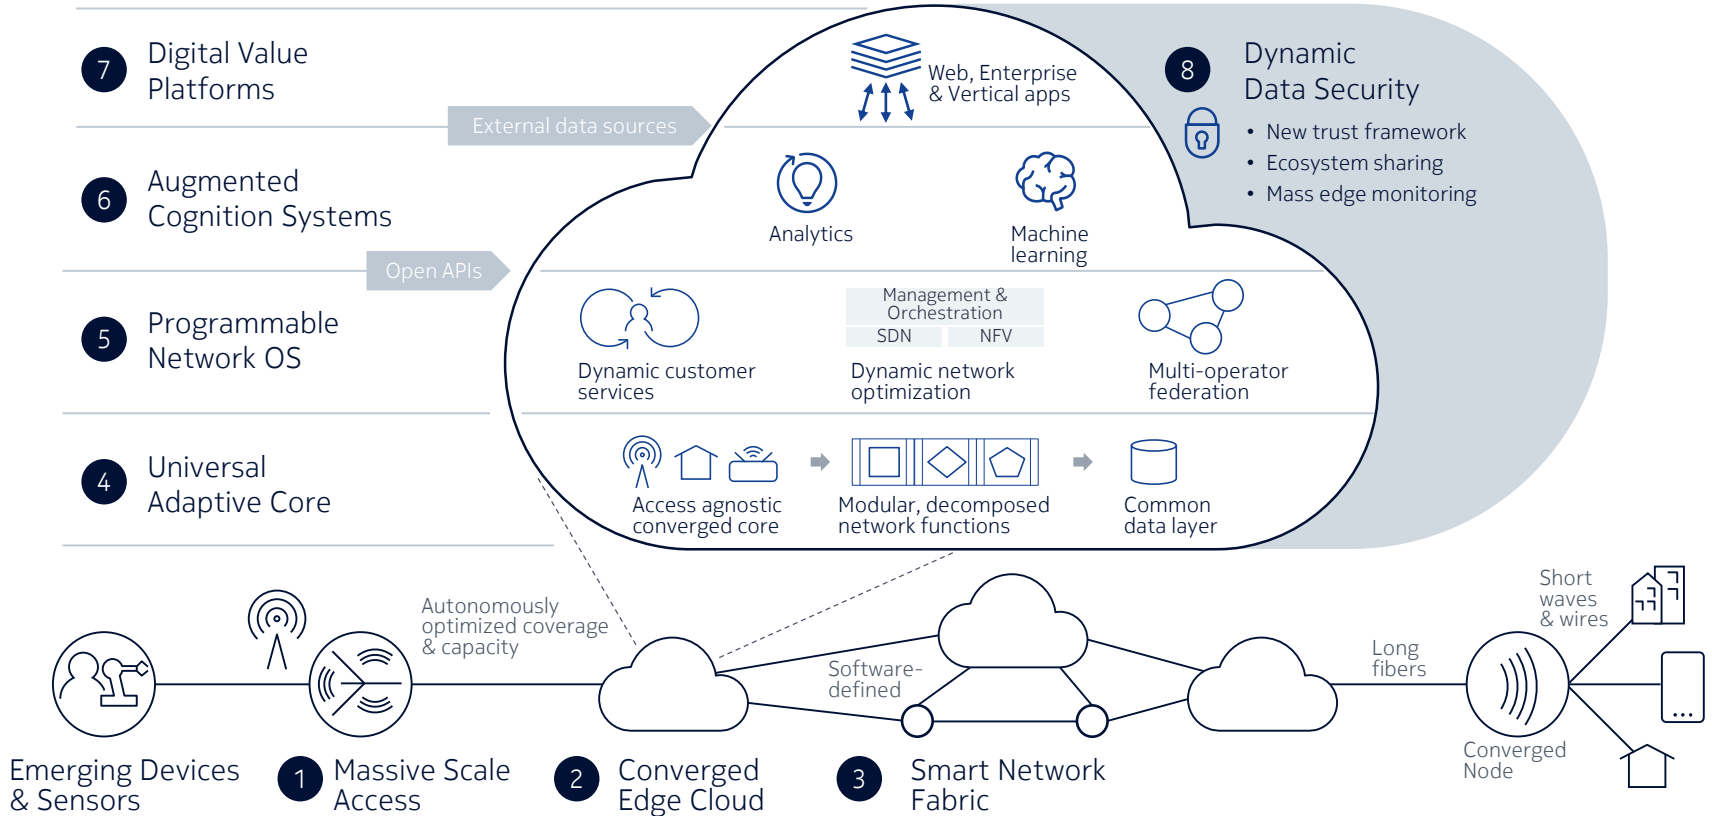 7
Digital Value
Platforms
External data sources
Web, Enterprise
& Vertical apps
8
Dynamic
Data Security
• New trust framework
• Ecosystem sharing
• Mass edge monitoring
6
Augmented
Cognition Systems
Open APIs
Analytics
Machine
learning
5
Programmable
Network OS
Dynamic customer
services
Management &
Orchestration
SDN
NFV
Dynamic network
optimization
Multi-operator
federation
4
Universal
Adaptive Core
Access agnostic
converged core
Modular, decomposed
network functions
Common
data layer
Autonomously
optimized coverage
& capacity
Software-
defined
Long
fibers
Short
waves
& wires
Converged
Node
Emerging Devices
& Sensors
1
Massive Scale
Access
2
Converged
Edge Cloud
3
Smart Network
Fabric